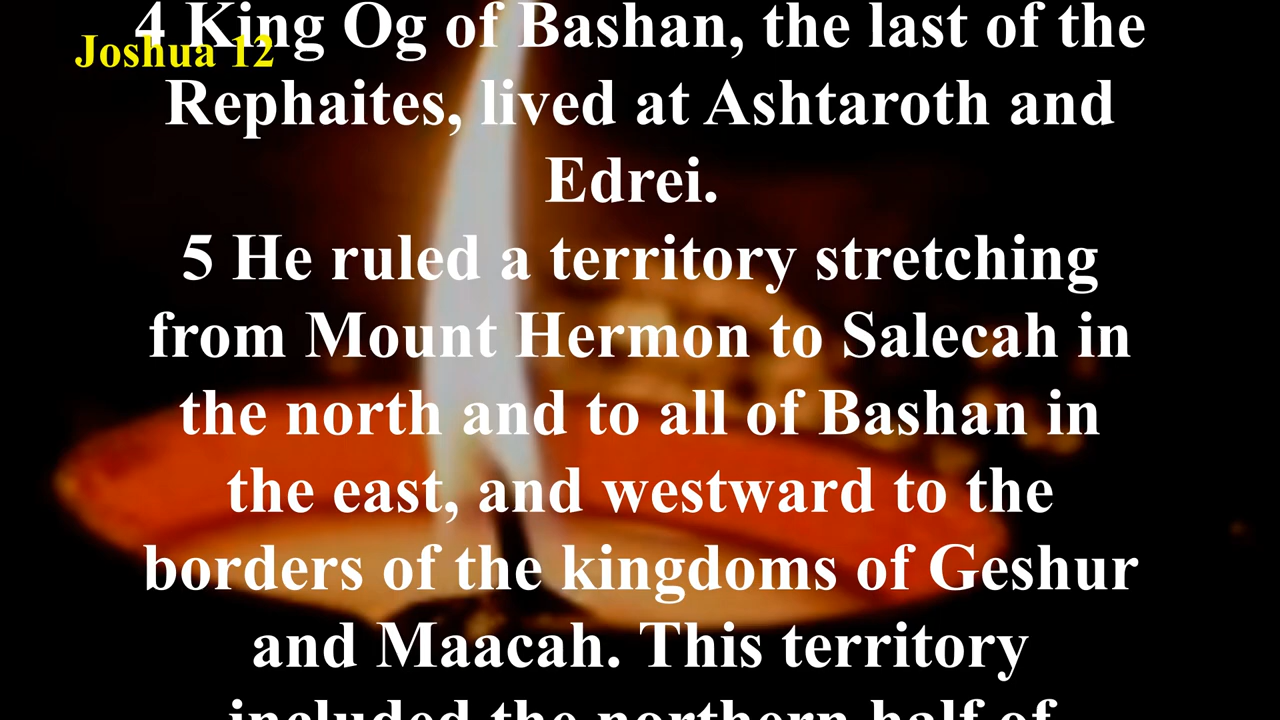 4 King Og of Bashan, the last of the
Joshua 12
Rephaites, lived at Ashtaroth and
Edrei.
5 He ruled a territory stretching
from Mount Hermon to Salecah in
the north and to all of Bashan in
the east, and westward to the
borders of the kingdoms of Geshur
and Maacah. This territory
included the northern half of